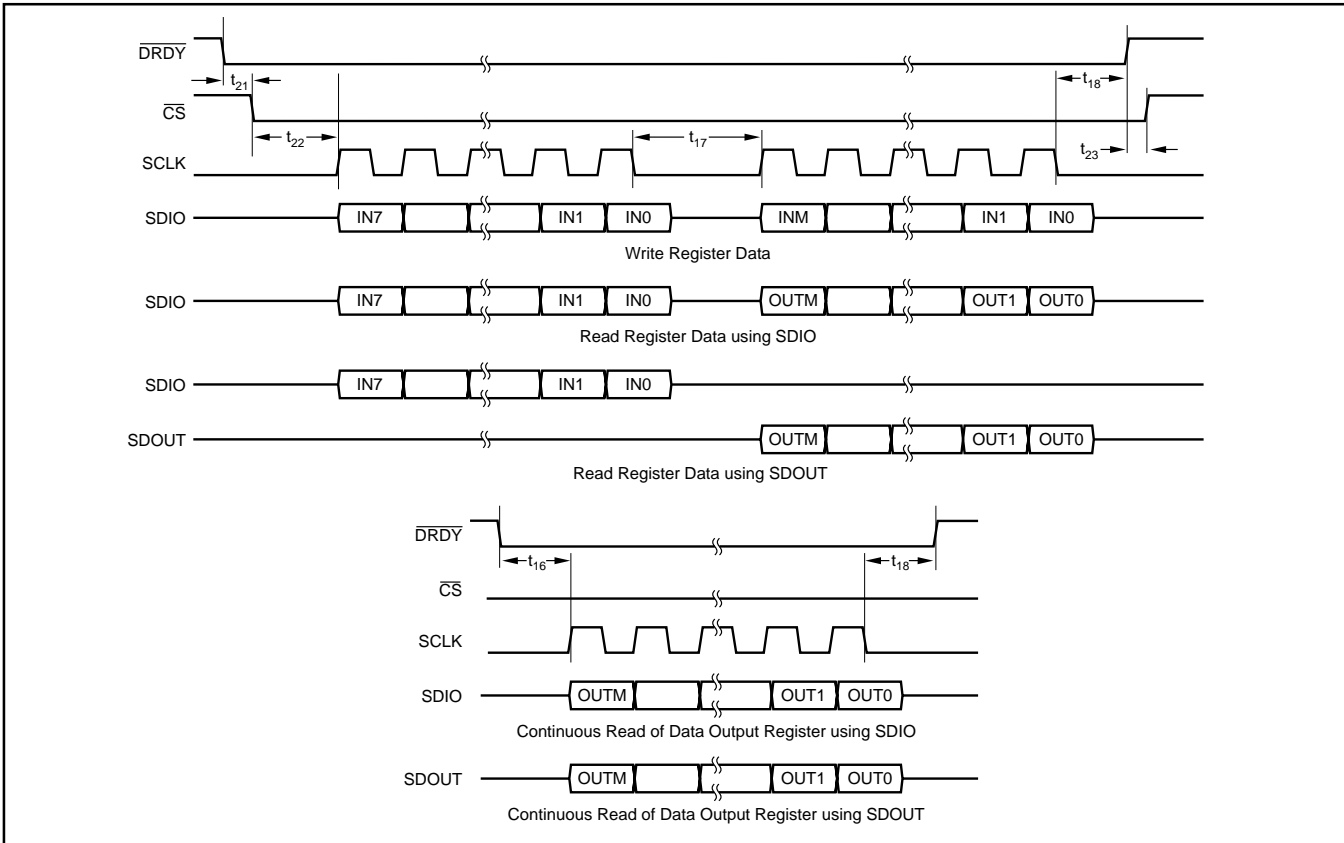 DRDY
t21
t18
CS
t22
t17
t23
SCLK
SDIO IN7 IN1 IN0 INM IN1 IN0
Write Register Data
SDIO IN7 IN1 IN0 OUTM OUT1 OUT0
Read Register Data using SDIO
SDIO IN7 IN1 IN0
SDOUT OUTM OUT1 OUT0
Read Register Data using SDOUT
DRDY
t16 t18
CS
SCLK
SDIO OUTM OUT1 OUT0
Continuous Read of Data Output Register using SDIO
SDOUT OUTM OUT1 OUT0
Continuous Read of Data Output Register using SDOUT